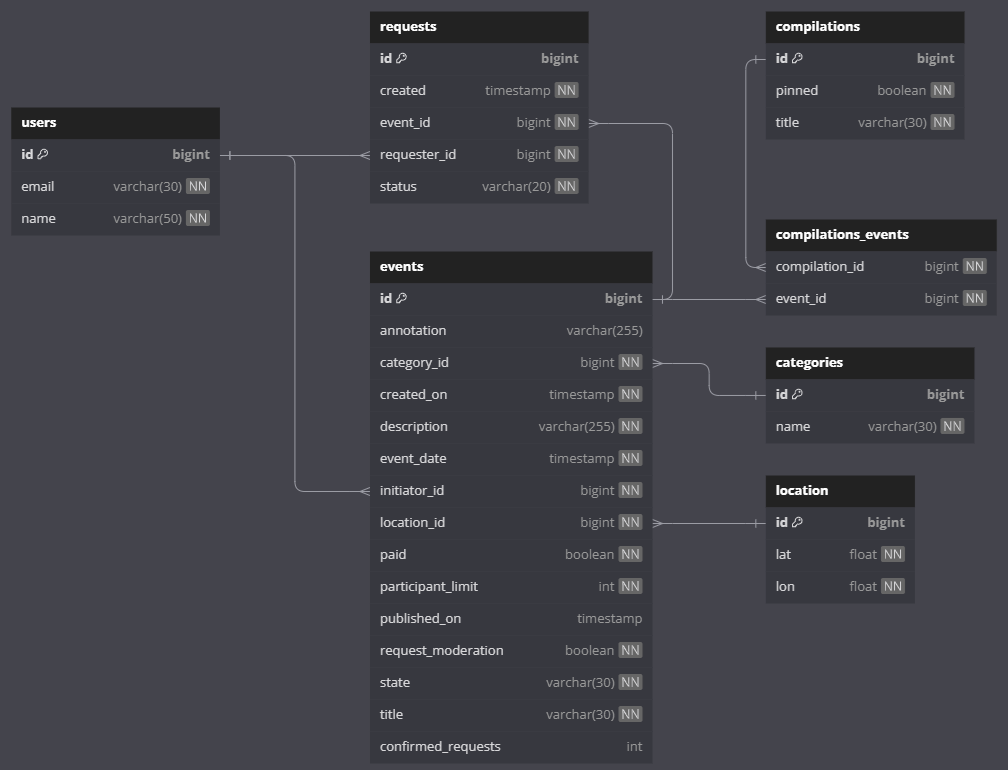 requests
id bigint
created timestamp NN
event_id bigint NN
requester_id bigint NN
status varchar(20) NN
compilations
id bigint
pinned boolean NN
title varchar(30) NN
users
id bigint
email varchar(30) NN
name varchar(50) NN
compilations_events
compilation_id bigint NN
event_id bigint NN
events
id bigint
annotation varchar(255)
category_id bigint NN
created_on timestamp NN
description varchar(255) NN
event_date timestamp NN
initiator_id bigint NN
location_id bigint NN
paid boolean NN
participant_limit int NN
published_on timestamp
request_moderation boolean NN
state varchar(30) NN
title varchar(30) NN
confirmed_requests int
categories
id bigint
name varchar(30) NN
location
id bigint
lat float NN
lon float NN